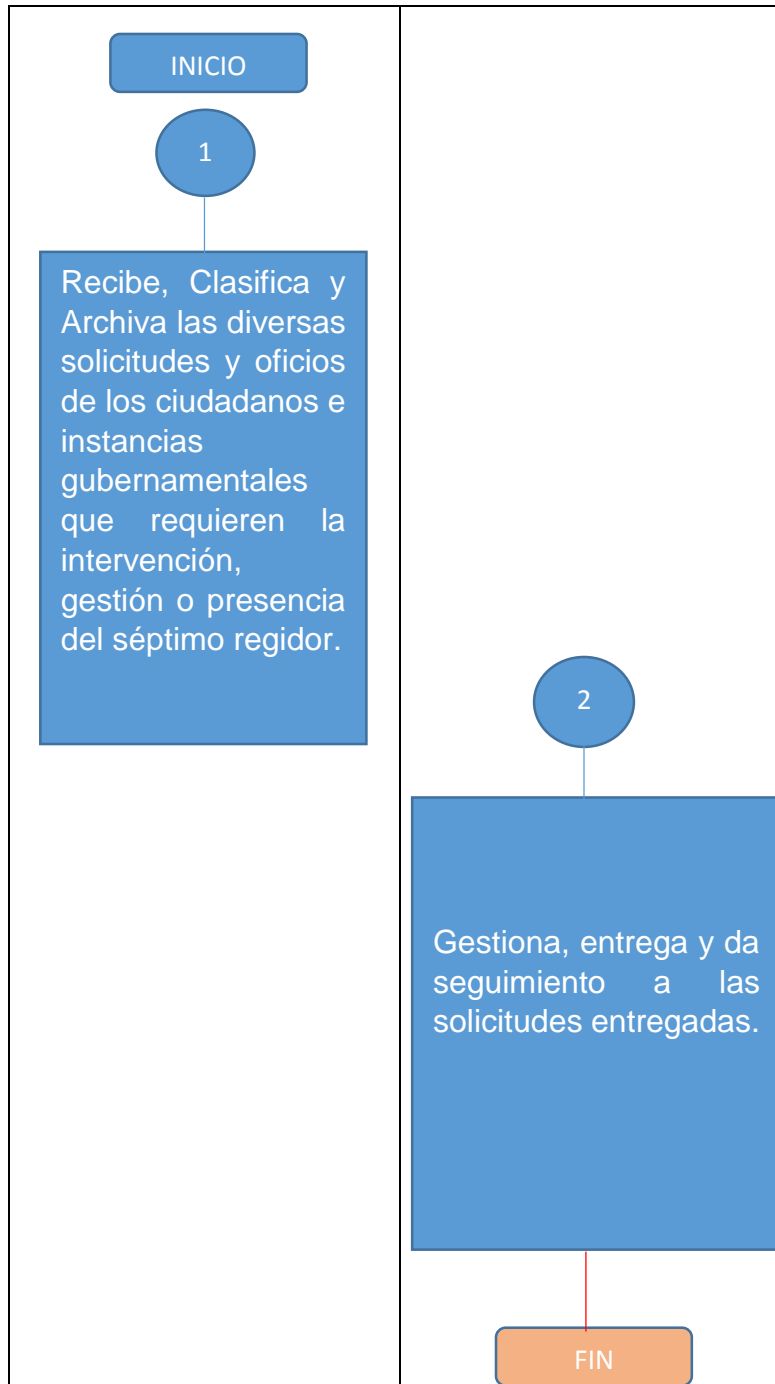 INICIO
1
Recibe, Clasifica y
Archiva las diversas
solicitudes y oficios
de los ciudadanos e
instancias
gubernamentales
que requieren la
intervención,
gestión o presencia
del séptimo regidor.
2
Gestiona, entrega y da
seguimiento a las
solicitudes entregadas.
FIN